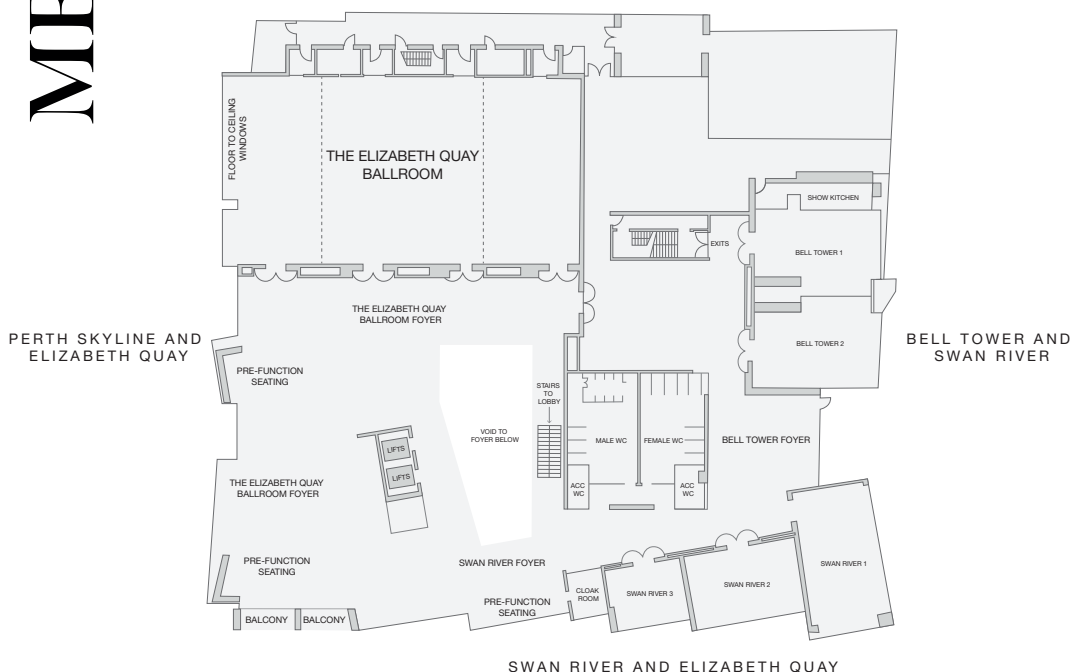 FLOOR TO CEILING
WINDOWS
THE ELIZABETH QUAY
BALLROOM
SHOW KITCHEN
EXITS
BELL TOWER 1
THE ELIZABETH QUAY
BALLROOM FOYER
PERTH SKYLINE AND
ELIZABETH QUAY
BELL TOWER 2
BELL TOWER AND
SWAN RIVER
PRE-FUNCTION
SEATING
STAIRS
TO
LOBBY
VOID TO
FOYER BELOW
MALE WC
FEMALE WC
BELL TOWER FOYER
LIFTS
LIFTS
THE ELIZABETH QUAY
BALLROOM FOYER
ACC
WC
ACC
WC
PRE-FUNCTION
SEATING
SWAN RIVER FOYER
SWAN RIVER 1
SWAN RIVER 2
CLOAK
ROOM
SWAN RIVER 3
PRE-FUNCTION
SEATING
BALCONY
BALCONY
SWAN RIVER AND ELIZABETH QUAY